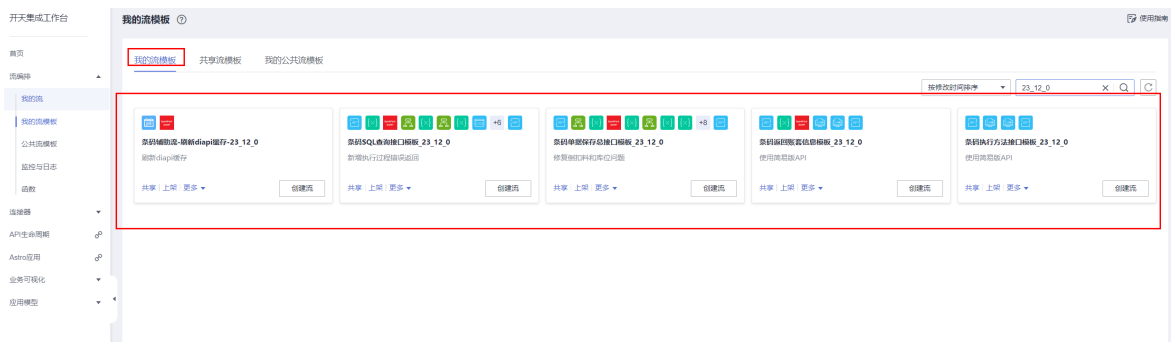 开天集成工作台
我的流模板
使用指南
首页
流编排
我的流
我的流模板
公共流模板
监控与日志
函数
连接器
API生命周期
Astro应用
业务可视化
应用模型
我的流模板 共享流模板 我的公共流模板
按修改时间排序 23_12_0
条码辅助流-刷新diapi缓存-23_12_0
刷新diapi缓存
共享 上架 更多 创建流
+6
条码SQL查询接口模板_23_12_0
新增执行过程错误返回
共享 上架 更多 创建流
+8
条码单据保存总接口模板_23_12_0
修复倒扣料和库位问题
共享 上架 更多 创建流
条码返回账套信息模板_23_12_0
使用简易版API
共享 上架 更多 创建流
条码执行方法接口模板_23_12_0
使用简易版API
共享 上架 更多 创建流